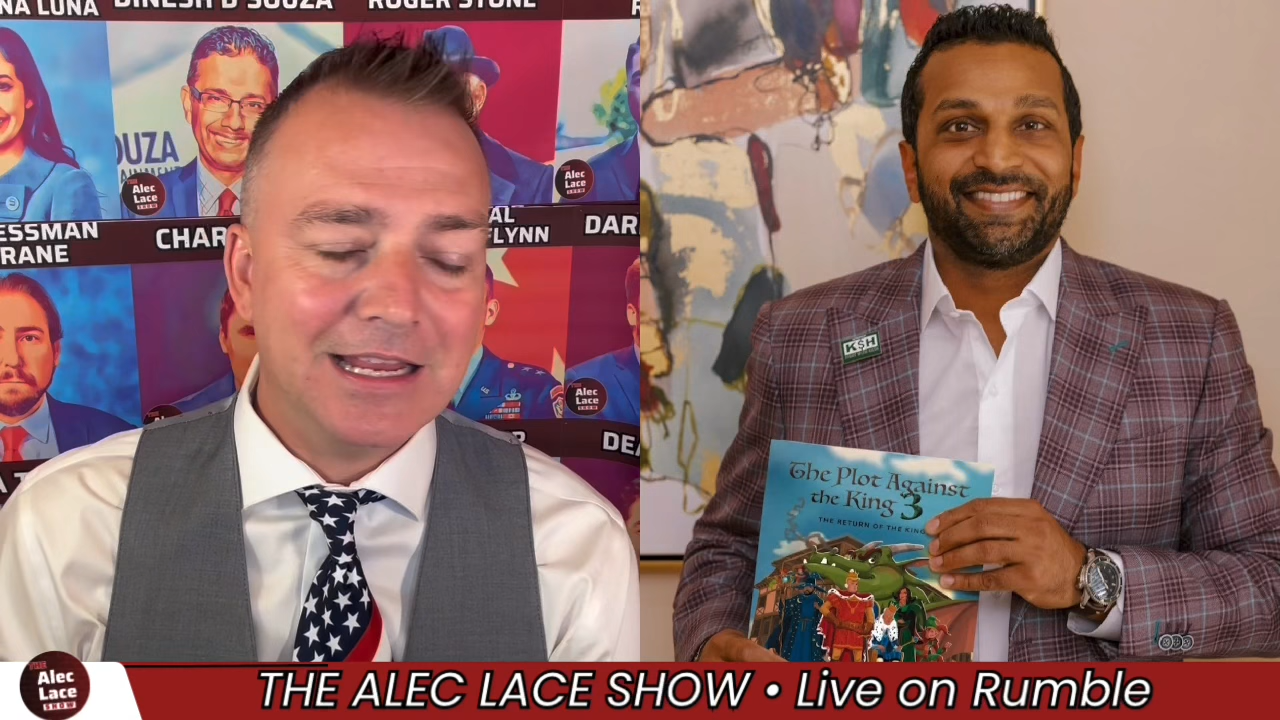 NA LUNA
DINESH D'SOUZA
ROGER STONE
OUZA
The
Alec
Lace
SHOW
Alec
Lace
SHOW
ESSMAN
RANE
CHAR
AL
FLYNN
DAR
Alec
Lace
SHOW
DEA
K$H
The Plot Against
the King 3
THE RETURN OF THE KING
THE
Alec
Lace
SHOW
THE ALEC LACE SHOW • Live on Rumble